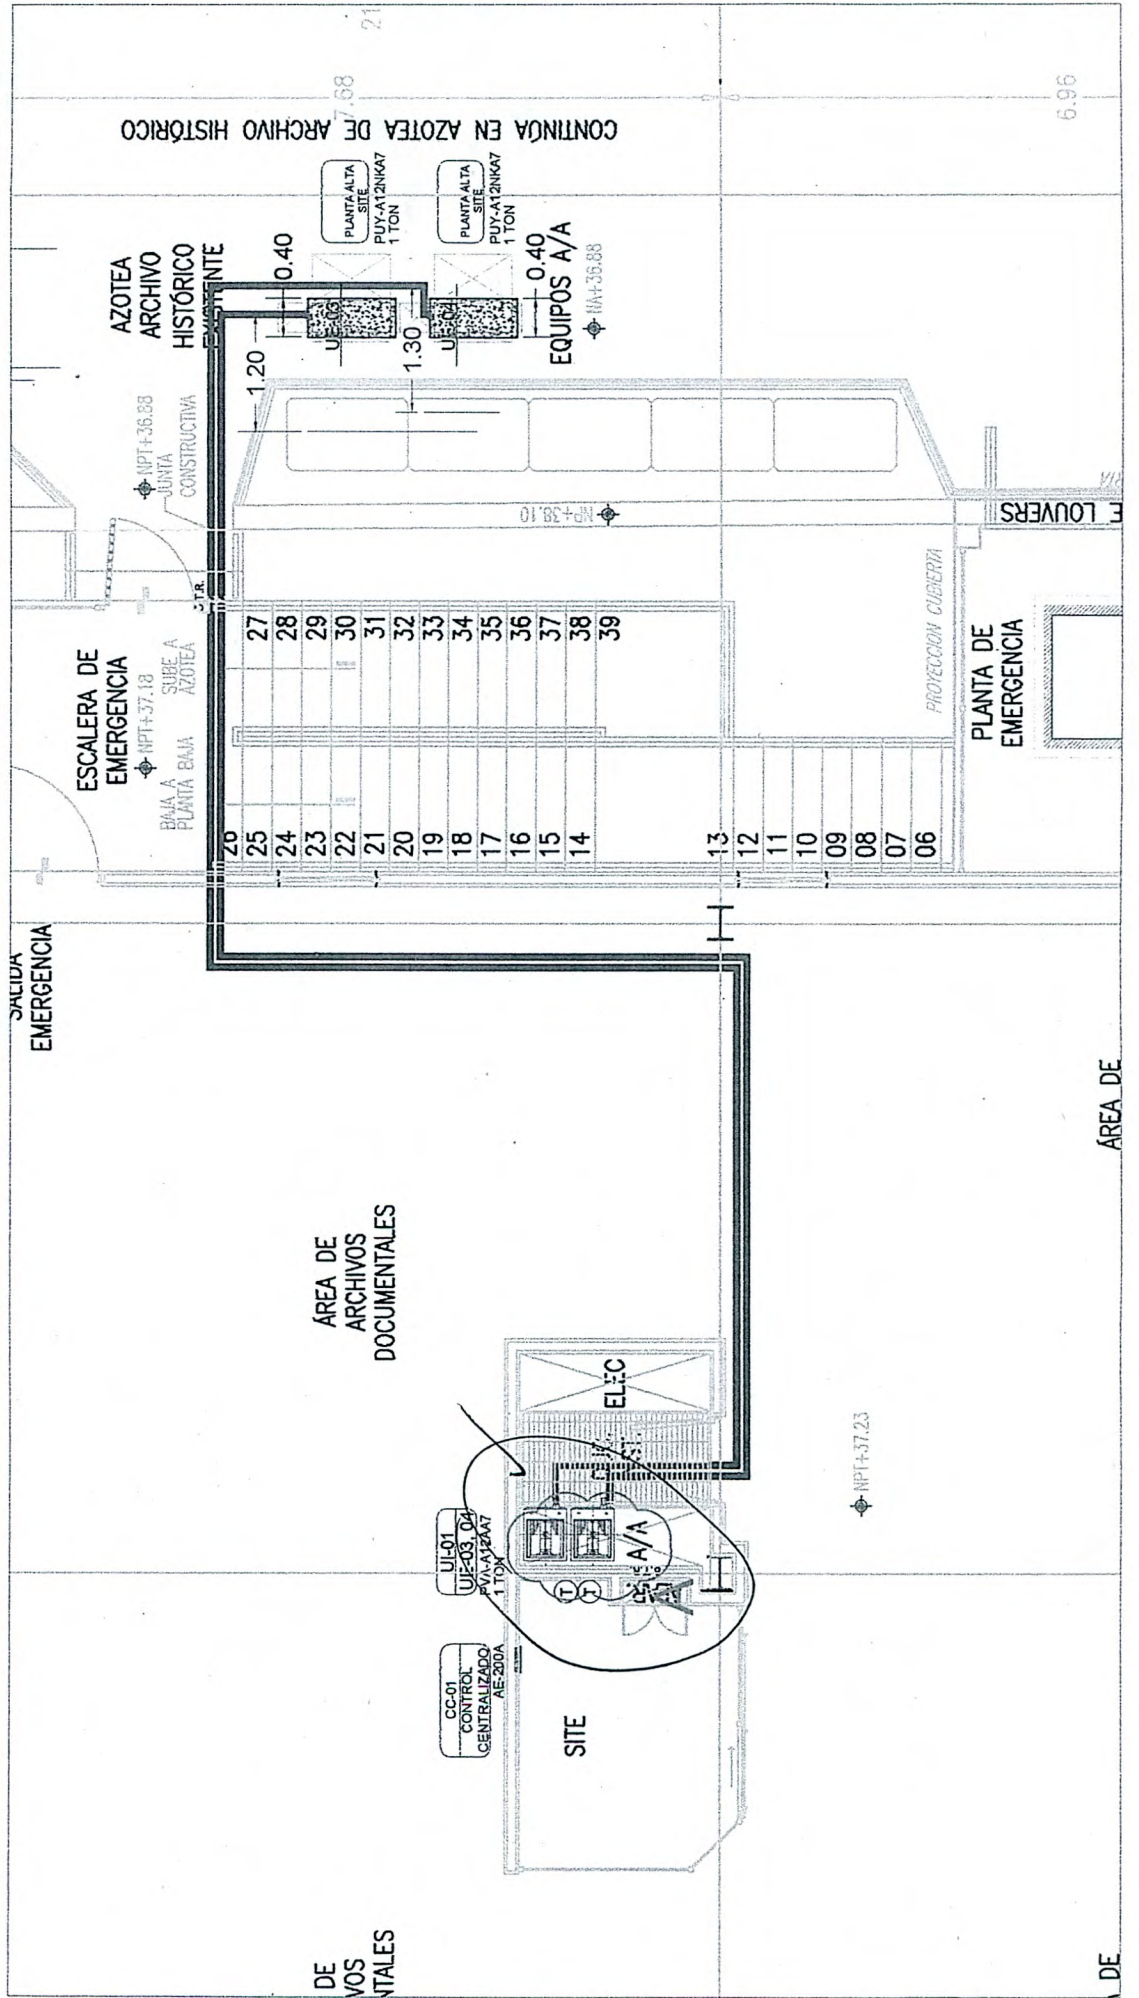 21
7.68
6.96
CONTINÚA EN AZOTEA DE ARCHIVO HISTÓRICO
PLANTA ALTA
SITE
PUY-A12NKA7
1 TON
PLANTA ALTA
SITE
PUY-A12NKA7
1 TON
AZOTEA
ARCHIVO
HISTÓRICO
0.40
0.40
1.20
1.30
EQUIPOS A/A
NA+36.88
NPT+36.88
JUNTA
CONSTRUCTIVA
NP+38.10
E LOUVERS
ESCALERA DE
EMERGENCIA
NPT+37.18
BAJA A
PLANTA BAJA
SUBE A
AZOTEA
27
28
29
30
31
32
33
34
35
36
37
38
39
26
25
24
23
22
21
20
19
18
17
16
15
14
13
12
11
10
09
08
07
06
PROYECCION CUBIERTA
PLANTA DE
EMERGENCIA
SALIDA
EMERGENCIA
ÁREA DE
ÁREA DE
ARCHIVOS
DOCUMENTALES
ELEC
NPT+37.23
UI-01
UE-03, 04
PVA-A12AA7
1 TON
A/A
T
T
CC-01
CONTROL
CENTRALIZADO
AE-200A
SITE
DE
VOS
NTALES
DE